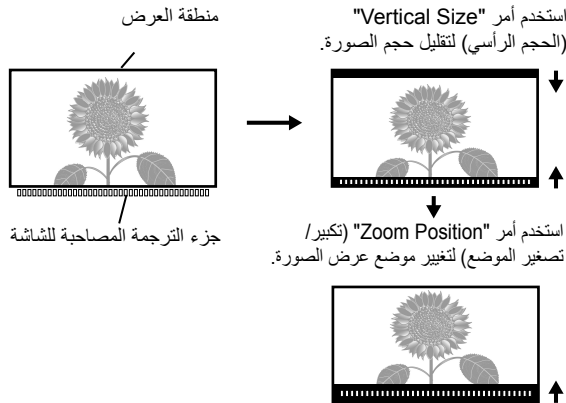 استخدم أمر "Vertical Size"
(الحجم الرأسي) لتقليل حجم الصورة.
منطقة العرض
جزء الترجمة المصاحبة للشاشة
استخدم أمر "Zoom Position" (تكبير/
تصغير الموضع) لتغيير موضع عرض الصورة.